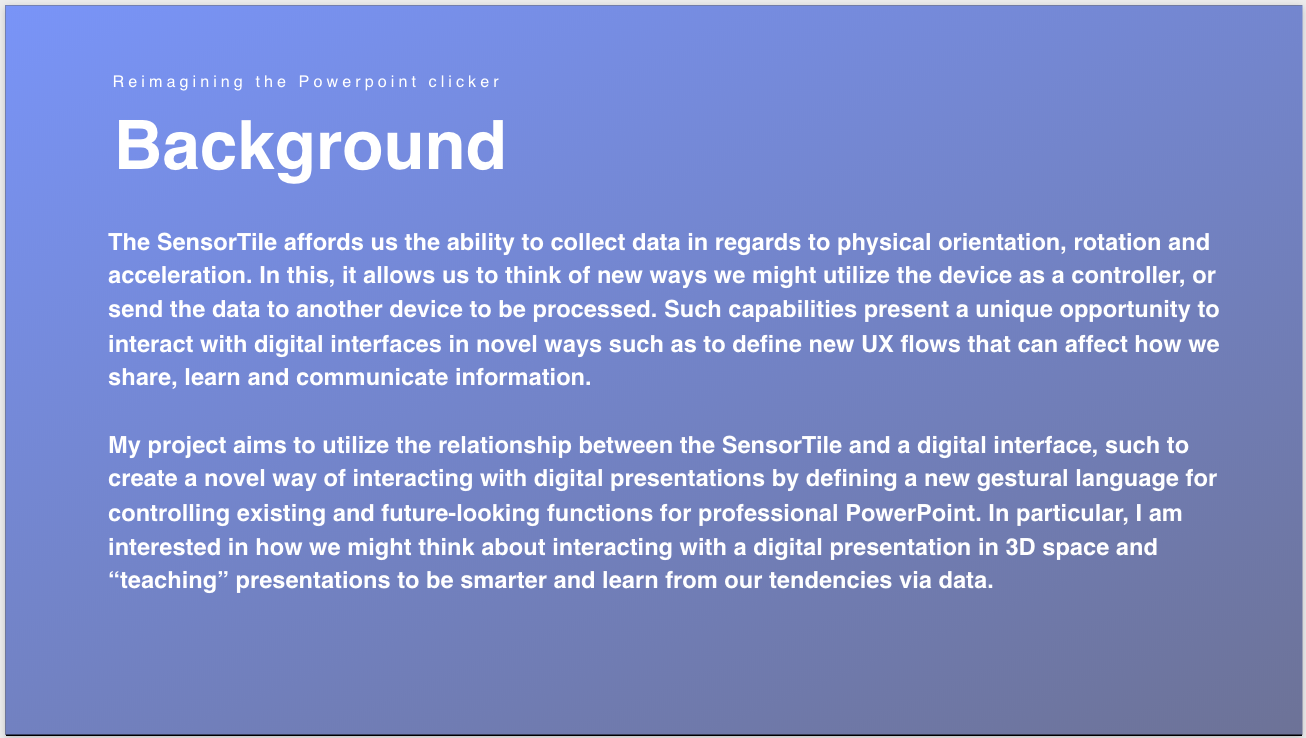 Reimagining the Powerpoint clicker
Background
The SensorTile affords us the ability to collect data in regards to physical orientation, rotation and
acceleration. In this, it allows us to think of new ways we might utilize the device as a controller, or
send the data to another device to be processed. Such capabilities present a unique opportunity to
interact with digital interfaces in novel ways such as to define new UX flows that can affect how we
share, learn and communicate information.
My project aims to utilize the relationship between the SensorTile and a digital interface, such to
create a novel way of interacting with digital presentations by defining a new gestural language for
controlling existing and future-looking functions for professional PowerPoint. In particular, I am
interested in how we might think about interacting with a digital presentation in 3D space and
“teaching” presentations to be smarter and learn from our tendencies via data.